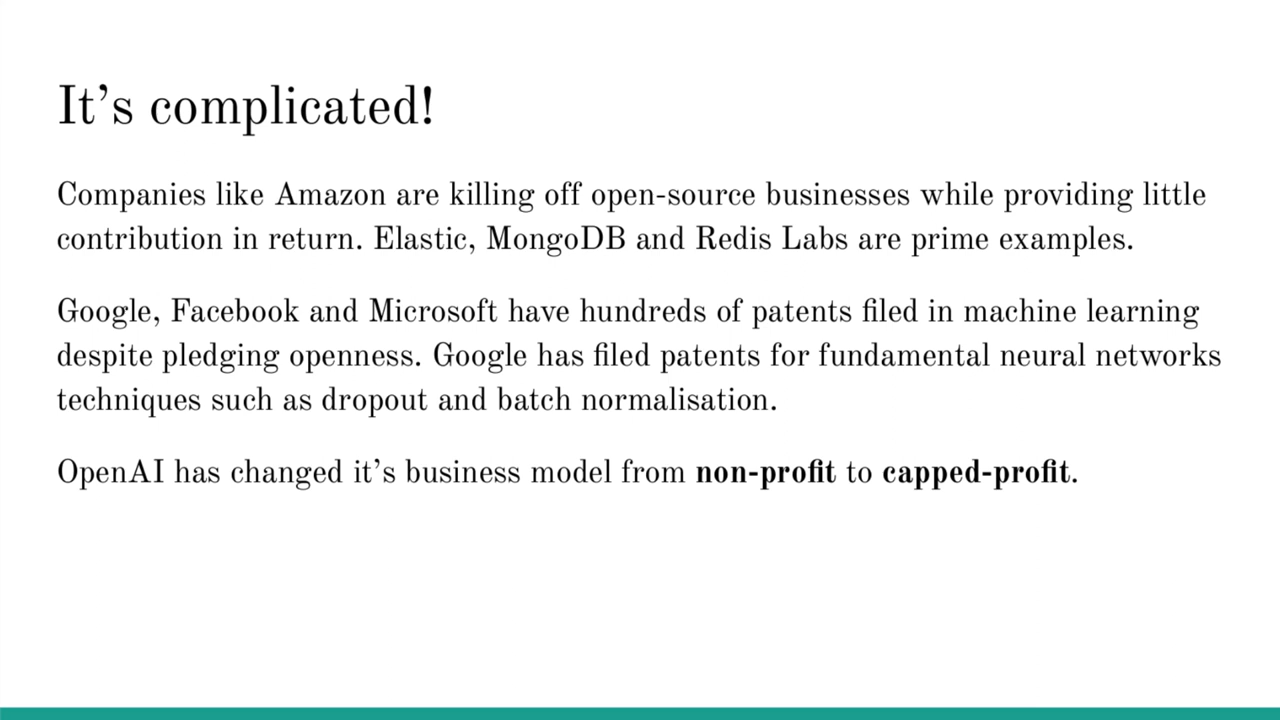 It’s complicated!
Companies like Amazon are killing off open-source businesses while providing little
contribution in return. Elastic, MongoDB and Redis Labs are prime examples.
Google, Facebook and Microsoft have hundreds of patents filed in machine learning
despite pledging openness. Google has filed patents for fundamental neural networks
techniques such as dropout and batch normalisation.
OpenAI has changed it’s business model from non-profit to capped-profit.